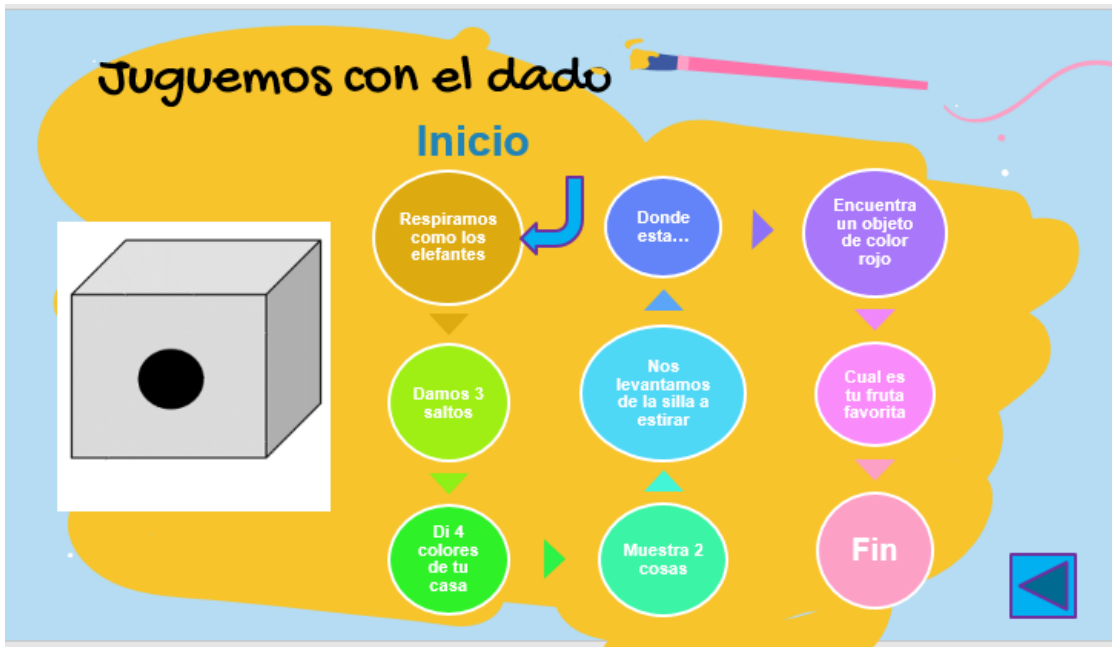 Juguemos con el dado
Inicio
Respiramos
como los
elefantes
Damos 3
saltos
Di 4
colores
de tu
casa
Muestra 2
cosas
Nos
levantamos
de la silla a
estirar
Donde
esta...
Encuentra
un objeto
de color
rojo
Cual es
tu fruta
favorita
Fin